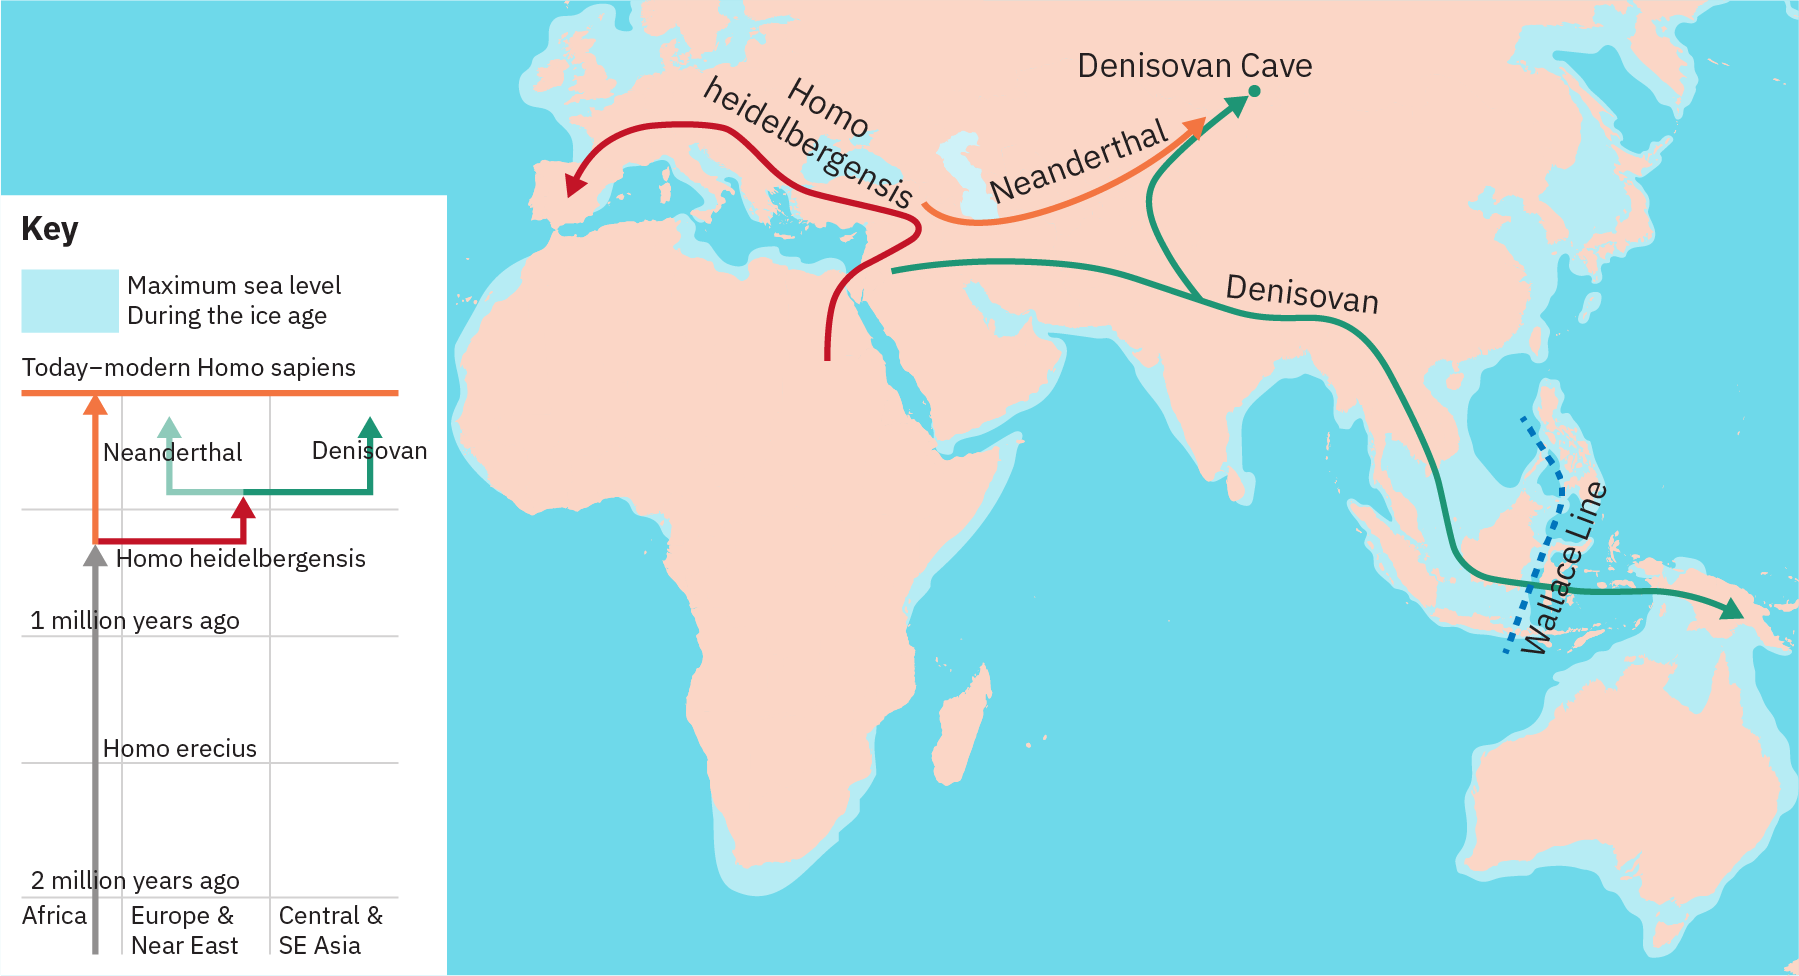 Key
Maximum sea level
During the ice age
Today–modern Homo sapiens
Neanderthal
Denisovan
Homo heidelbergensis
1 million years ago
Homo erecius
2 million years ago
Africa
Europe &
Near East
Central &
SE Asia
Homo
heidelbergensis
Denisovan Cave
Neanderthal
Denisovan
Wallace Line